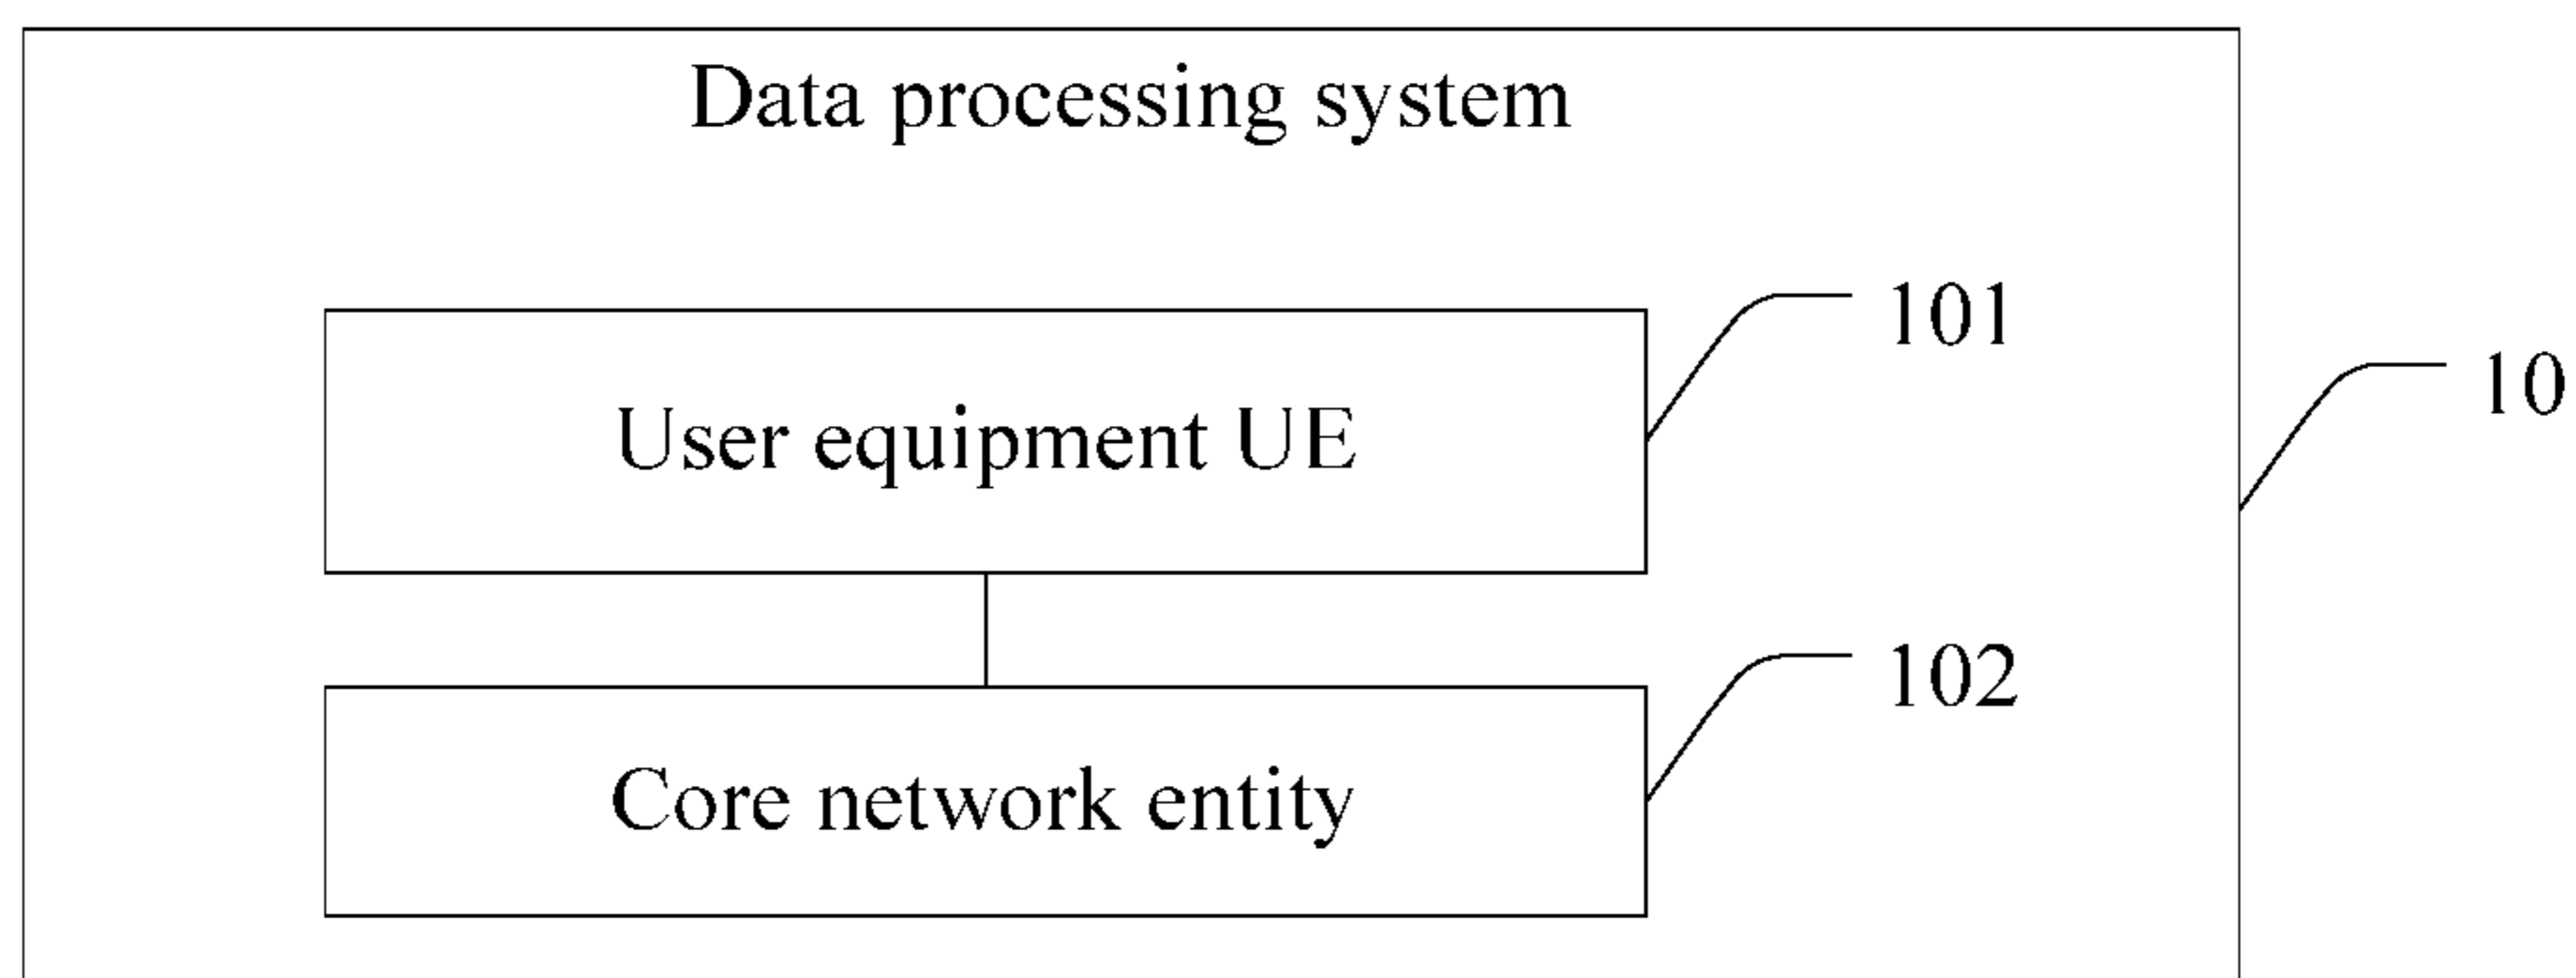 Data processing system
101
10
User equipment UE
102
Core network entity